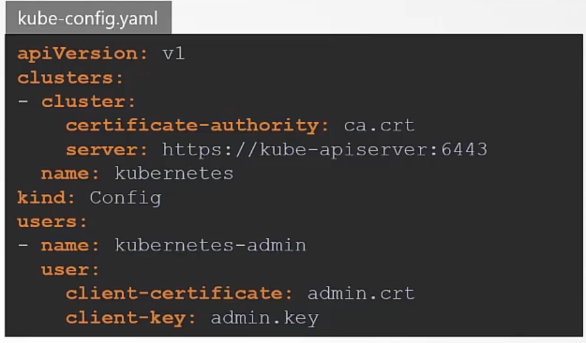 kube-config.yaml
apiVersion: v1
clusters:
- cluster:
    certificate-authority: ca.crt
    server: https://kube-apiserver:6443
  name: kubernetes
kind: Config
users:
- name: kubernetes-admin
  user:
    client-certificate: admin.crt
    client-key: admin.key